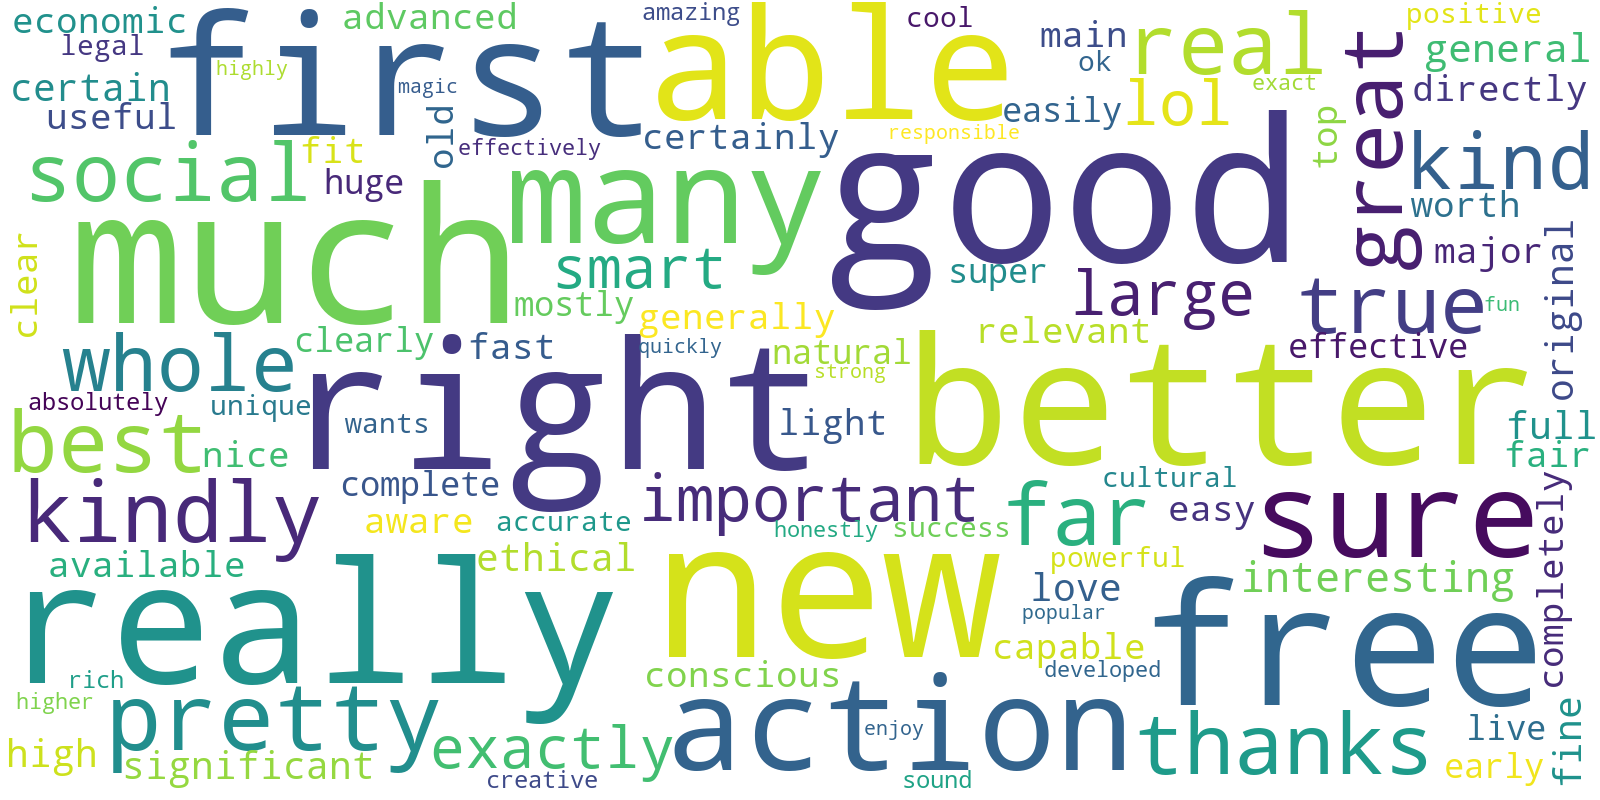 economic
advanced
amazing
cool
positive
legal
first
able
main
real
great
general
highly
ok
certain
magic
exact
directly
useful
old
easily
lol
top
certainly
responsible
effectively
social
fit
huge
many
good
kind
worth
much
smart
super
large
major
original
clear
mostly
generally
true
fun
clearly
fast
quickly
natural
relevant
effective
whole
right
strong
better
absolutely
unique
wants
light
best
nice
full
fair
kindly
complete
important
far
cultural
easy
sure
completely
aware
accurate
honestly
success
available
ethical
new
powerful
interesting
really
love
popular
free
capable
conscious
developed
rich
higher
pretty
action
thanks
live
fine
high
significant
exactly
enjoy
early
creative
sound